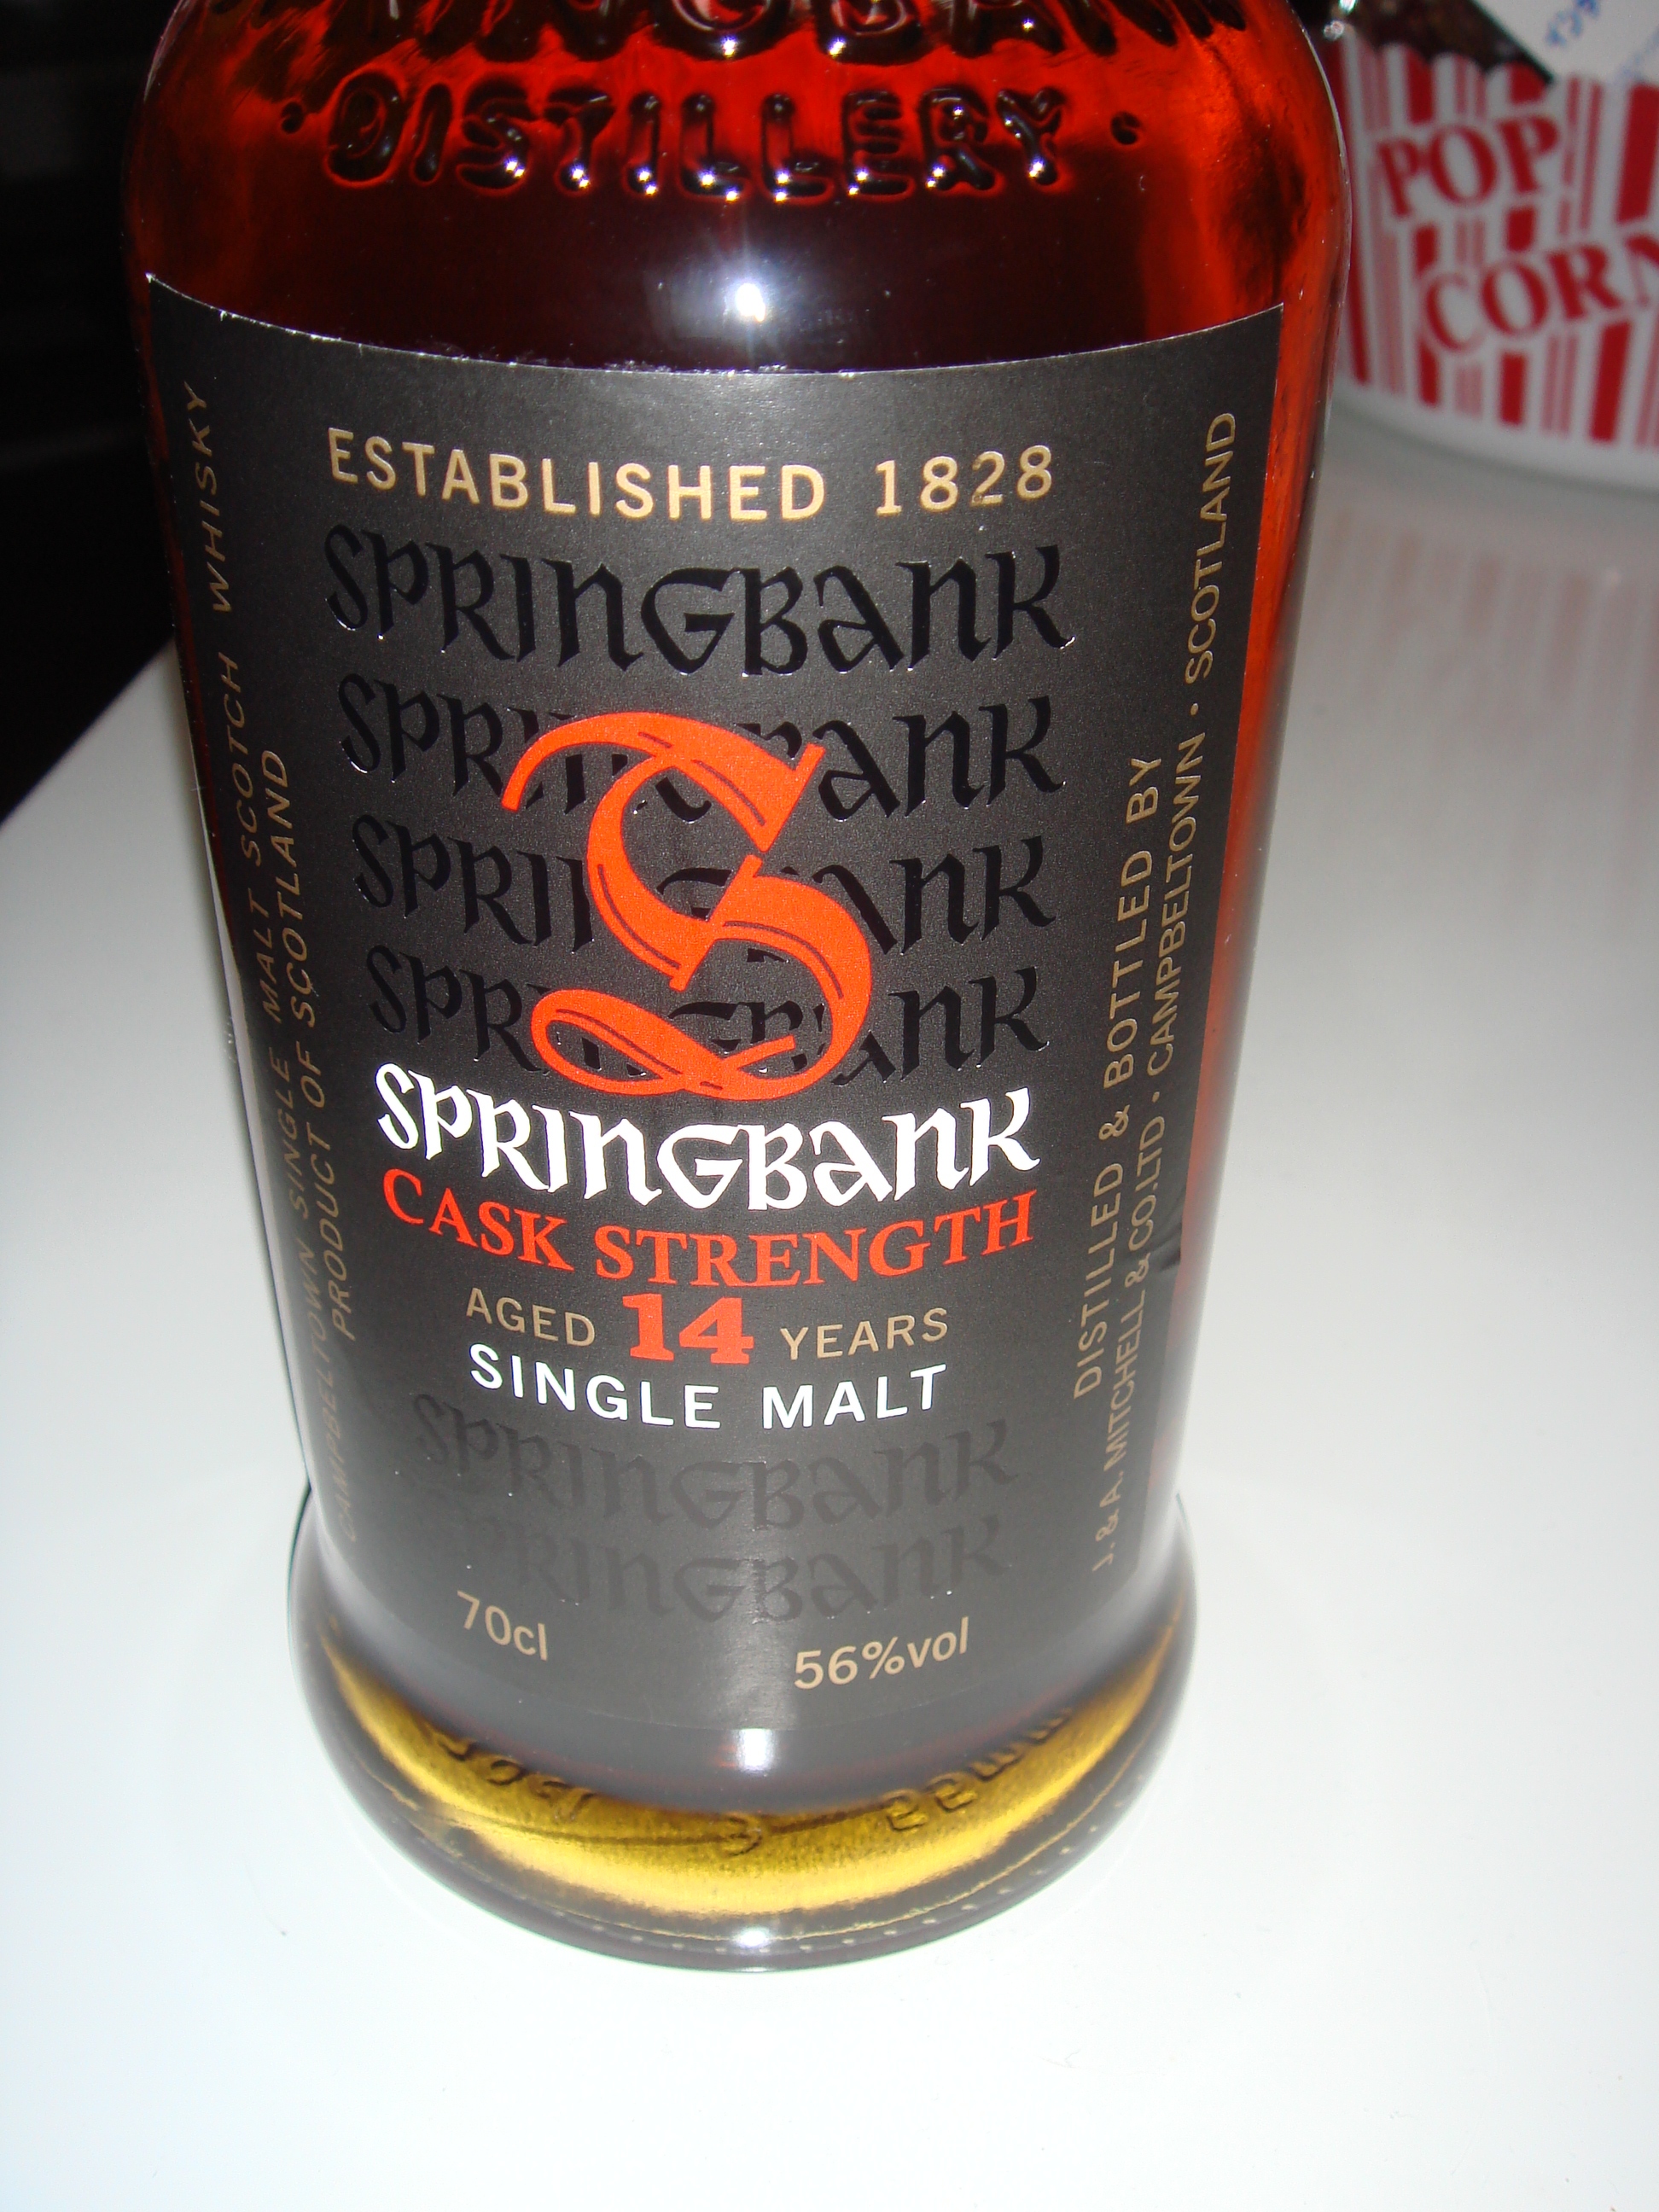 DISTILLERY
ESTABLISHED 1828
SPRINGBANK
SPRINGBANK
SPRINGBANK
SPRINGBANK
S
SPRINGBANK
CASK STRENGTH
AGED 14 YEARS
SINGLE MALT
SPRINGBANK
SPRINGBANK
70cl
56%vol
CAMPBELTOWN SINGLE MALT SCOTCH WHISKY
PRODUCT OF SCOTLAND
DISTILLED & BOTTLED BY
J. & A. MITCHELL & CO.LTD • CAMPBELTOWN • SCOTLAND
POP
CORN